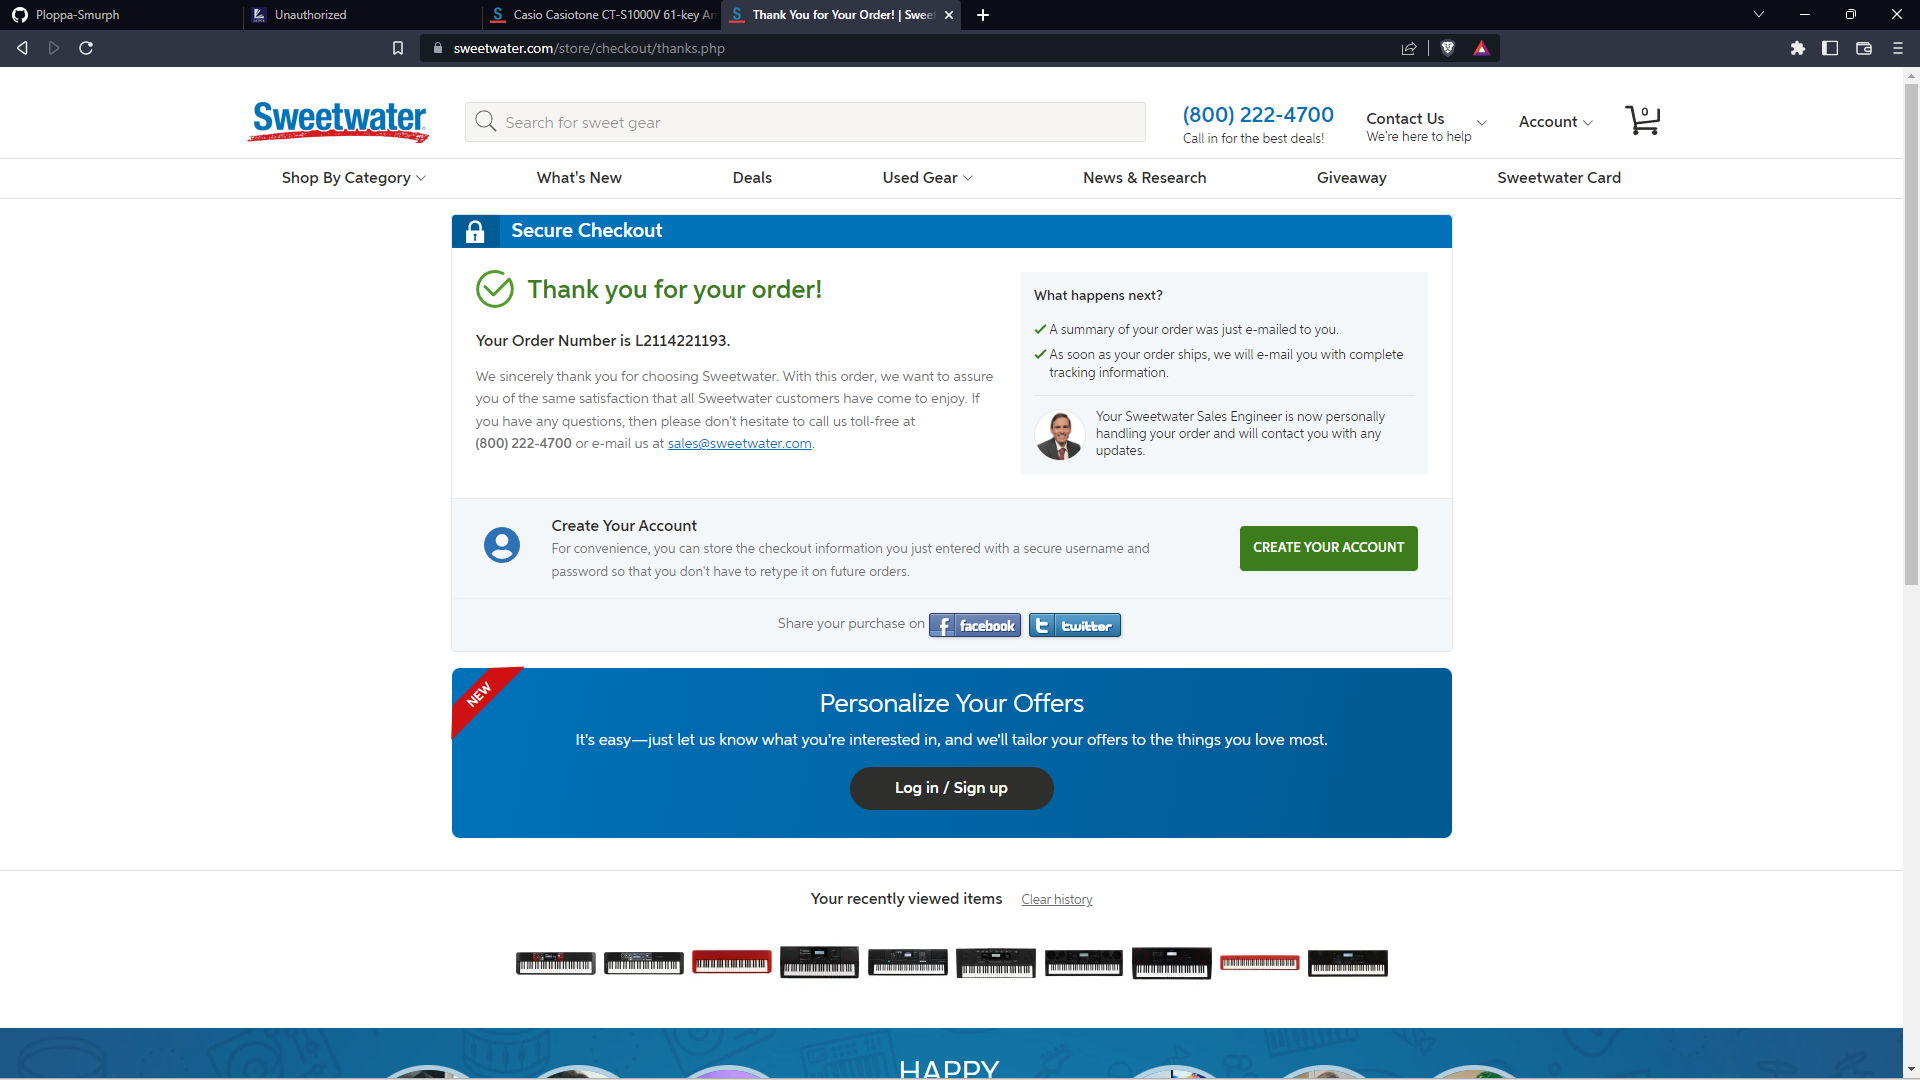 Ploppa-Smurph
Unauthorized
Casio Casiotone CT-S1000V 61-key Ar
Thank You for Your Order! | Swee
sweetwater.com/store/checkout/thanks.php
Sweetwater
Search for sweet gear
(800) 222-4700
Call in for the best deals!
Contact Us
We're here to help
Account
0
Shop By Category
What's New
Deals
Used Gear
News & Research
Giveaway
Sweetwater Card
Secure Checkout
Thank you for your order!
Your Order Number is L2114221193.
We sincerely thank you for choosing Sweetwater. With this order, we want to assure
you of the same satisfaction that all Sweetwater customers have come to enjoy. If
you have any questions, then please don't hesitate to call us toll-free at
(800) 222-4700 or e-mail us at sales@sweetwater.com.
What happens next?
A summary of your order was just e-mailed to you.
As soon as your order ships, we will e-mail you with complete
tracking information.
Your Sweetwater Sales Engineer is now personally
handling your order and will contact you with any
updates.
Create Your Account
For convenience, you can store the checkout information you just entered with a secure username and
password so that you don't have to retype it on future orders.
CREATE YOUR ACCOUNT
Share your purchase on
facebook
twitter
NEW
Personalize Your Offers
It's easy—just let us know what you're interested in, and we'll tailor your offers to the things you love most.
Log in / Sign up
Your recently viewed items
Clear history
HAPPY